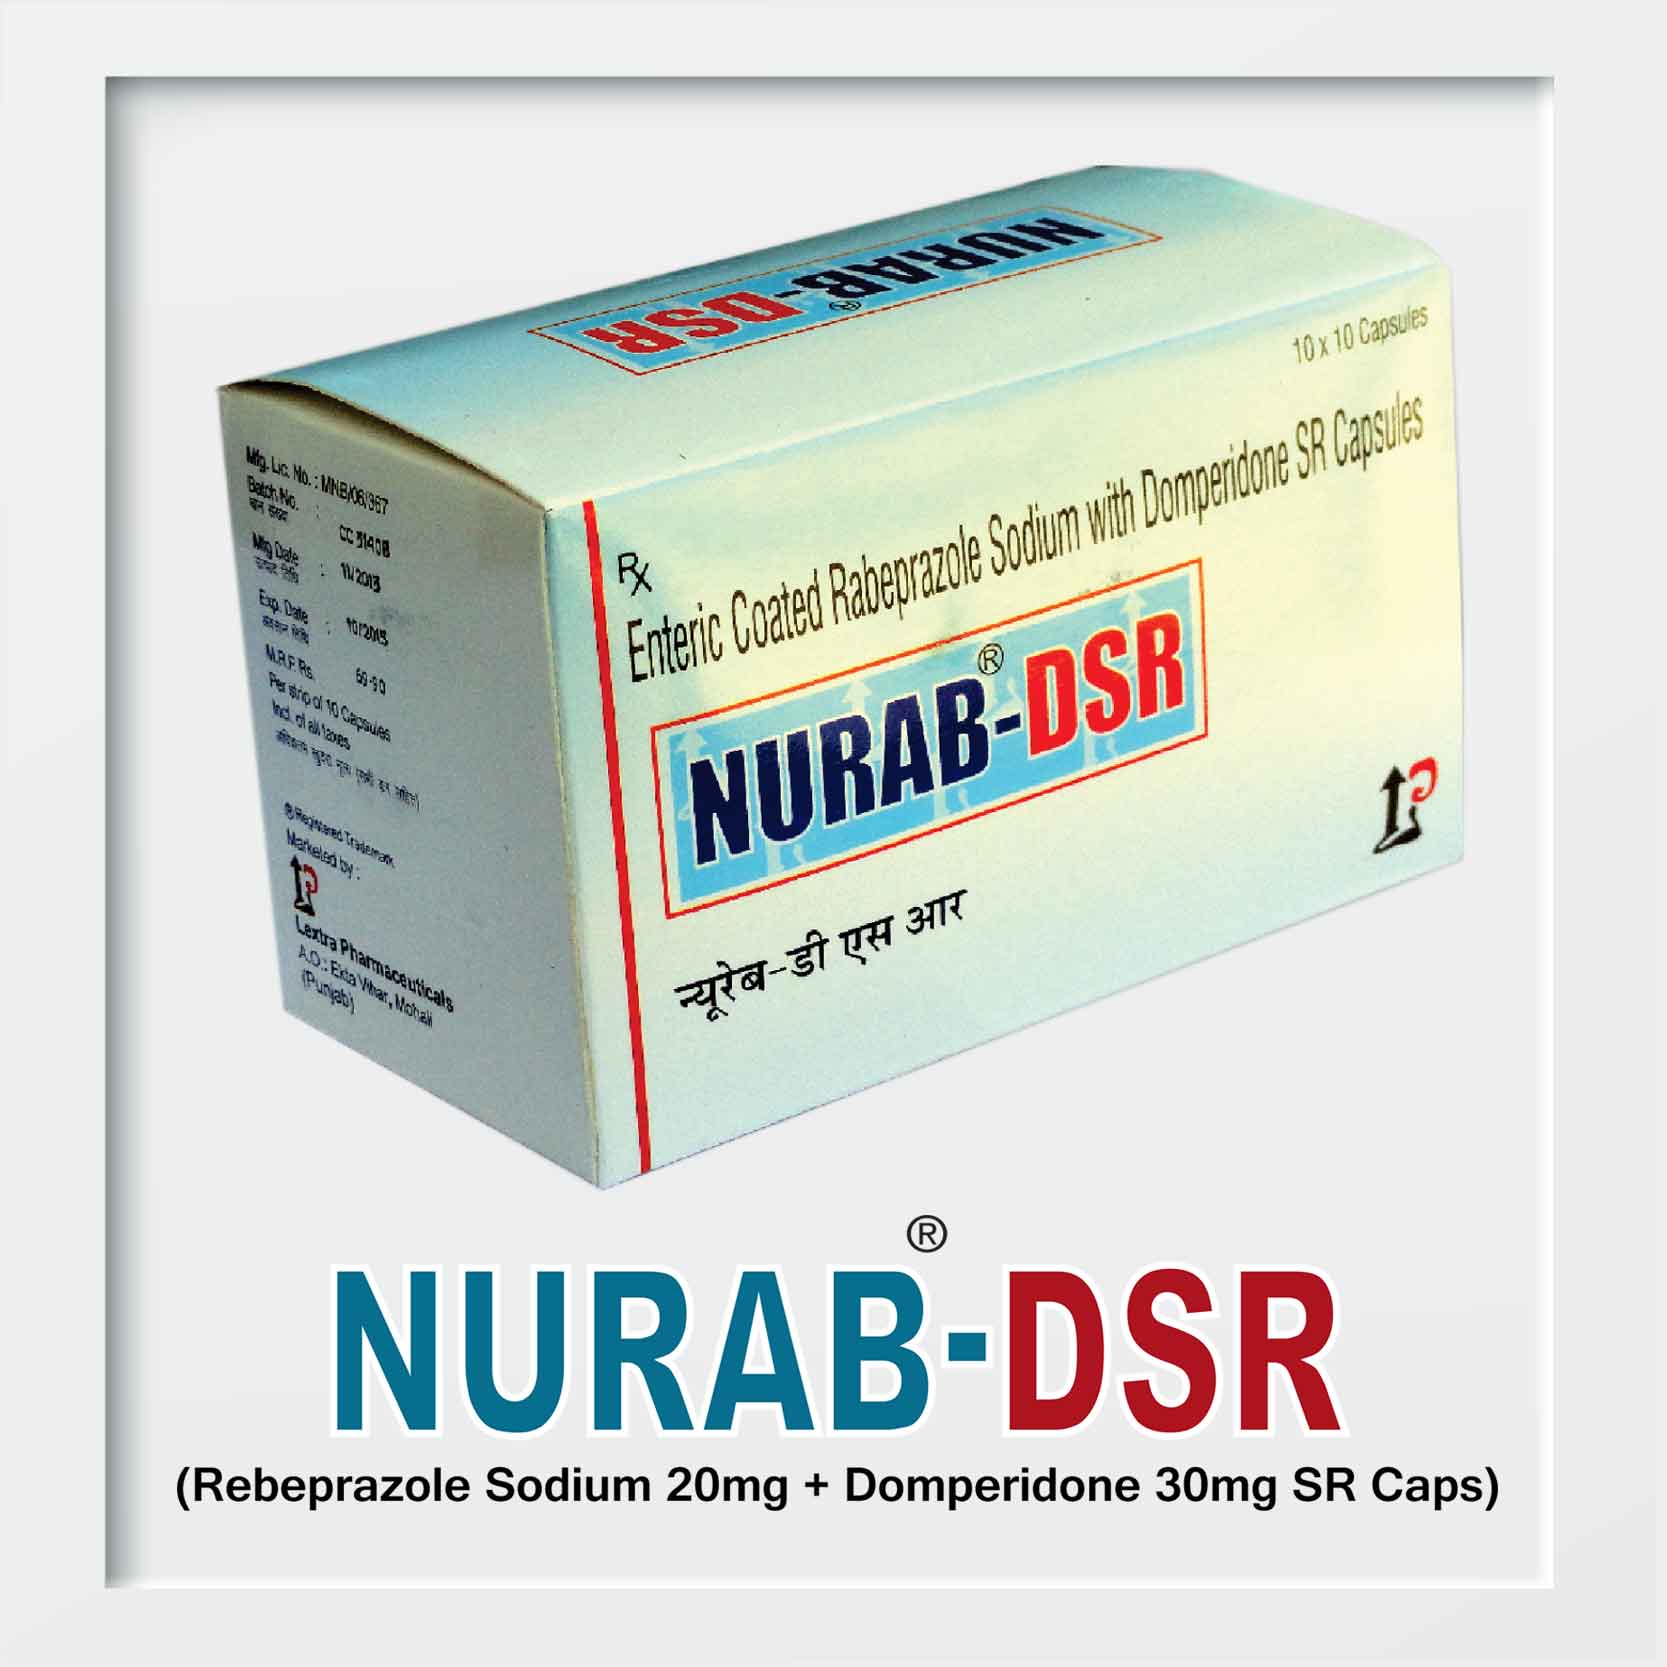 NURAB-DSR
®
10 x 10 Capsules
Rx
Enteric Coated Rabeprazole Sodium with Domperidone SR Capsules
NURAB®-DSR
न्यूरेब-डी एस आर
Mfg. Lic. No. : MNB/06/367
Batch No. : CC 31408
Mfg Date : 11/2013
Exp. Date : 10/2015
M.R.P. Rs. 69-90
Per strip of 10 Capsules
Incl. of all taxes
® Registered Trademark
Marketed by :
Lextra Pharmaceuticals
A.O.: Ekta Vihar, Mohali
(Punjab)
NURAB®-DSR
(Rebeprazole Sodium 20mg + Domperidone 30mg SR Caps)